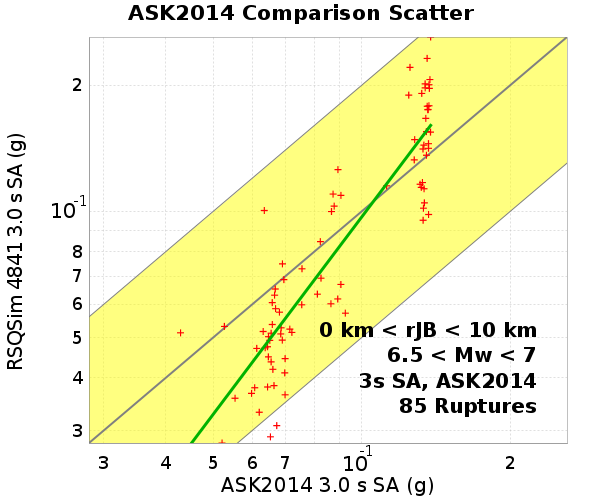 ASK2014 Comparison Scatter
RSQSim 4841 3.0 s SA (g)
2
10-1
8
7
6
5
4
3
0 km < rJB < 10 km
6.5 < Mw < 7
3s SA, ASK2014
85 Ruptures
3 4 5 6 7 10-1 2
ASK2014 3.0 s SA (g)